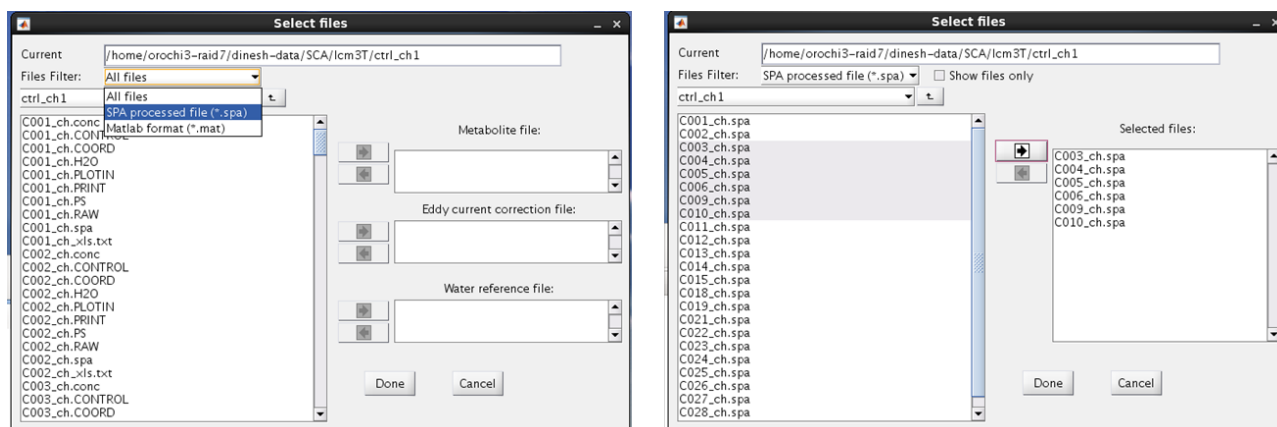 Select files
Current /home/orochi3-raid7/dinesh-data/SCA/lcm3T/ctrl_ch1
Files Filter: All files
All files
SPA processed file (*.spa)
Matlab format (*.mat)
ctrl_ch1
C001_ch.conc
C001_ch.CONTROL
C001_ch.COORD
C001_ch.H2O
C001_ch.PLOTIN
C001_ch.PRINT
C001_ch.PS
C001_ch.RAW
C001_ch.spa
C001_ch_xls.txt
C002_ch.conc
C002_ch.CONTROL
C002_ch.COORD
C002_ch.H2O
C002_ch.PLOTIN
C002_ch.PRINT
C002_ch.PS
C002_ch.RAW
C002_ch.spa
C002_ch_xls.txt
C003_ch.conc
C003_ch.CONTROL
C003_ch.COORD
Metabolite file:
Eddy current correction file:
Water reference file:
Done Cancel
Select files
Current /home/orochi3-raid7/dinesh-data/SCA/lcm3T/ctrl_ch1
Files Filter: SPA processed file (*.spa) Show files only
ctrl_ch1
C001_ch.spa
C002_ch.spa
C003_ch.spa
C004_ch.spa
C005_ch.spa
C006_ch.spa
C009_ch.spa
C010_ch.spa
C011_ch.spa
C012_ch.spa
C013_ch.spa
C014_ch.spa
C015_ch.spa
C018_ch.spa
C019_ch.spa
C021_ch.spa
C022_ch.spa
C023_ch.spa
C024_ch.spa
C025_ch.spa
C026_ch.spa
C027_ch.spa
C028_ch.spa
Selected files:
C003_ch.spa
C004_ch.spa
C005_ch.spa
C006_ch.spa
C009_ch.spa
C010_ch.spa
Done Cancel